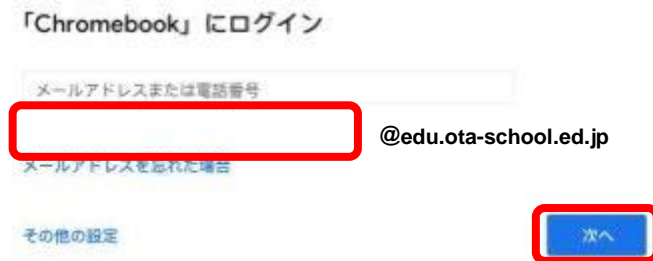 「Chromebook」にログイン
メールアドレスまたは電話番号
@edu.ota-school.ed.jp
メールアドレスを忘れた場合
その他の設定
次へ